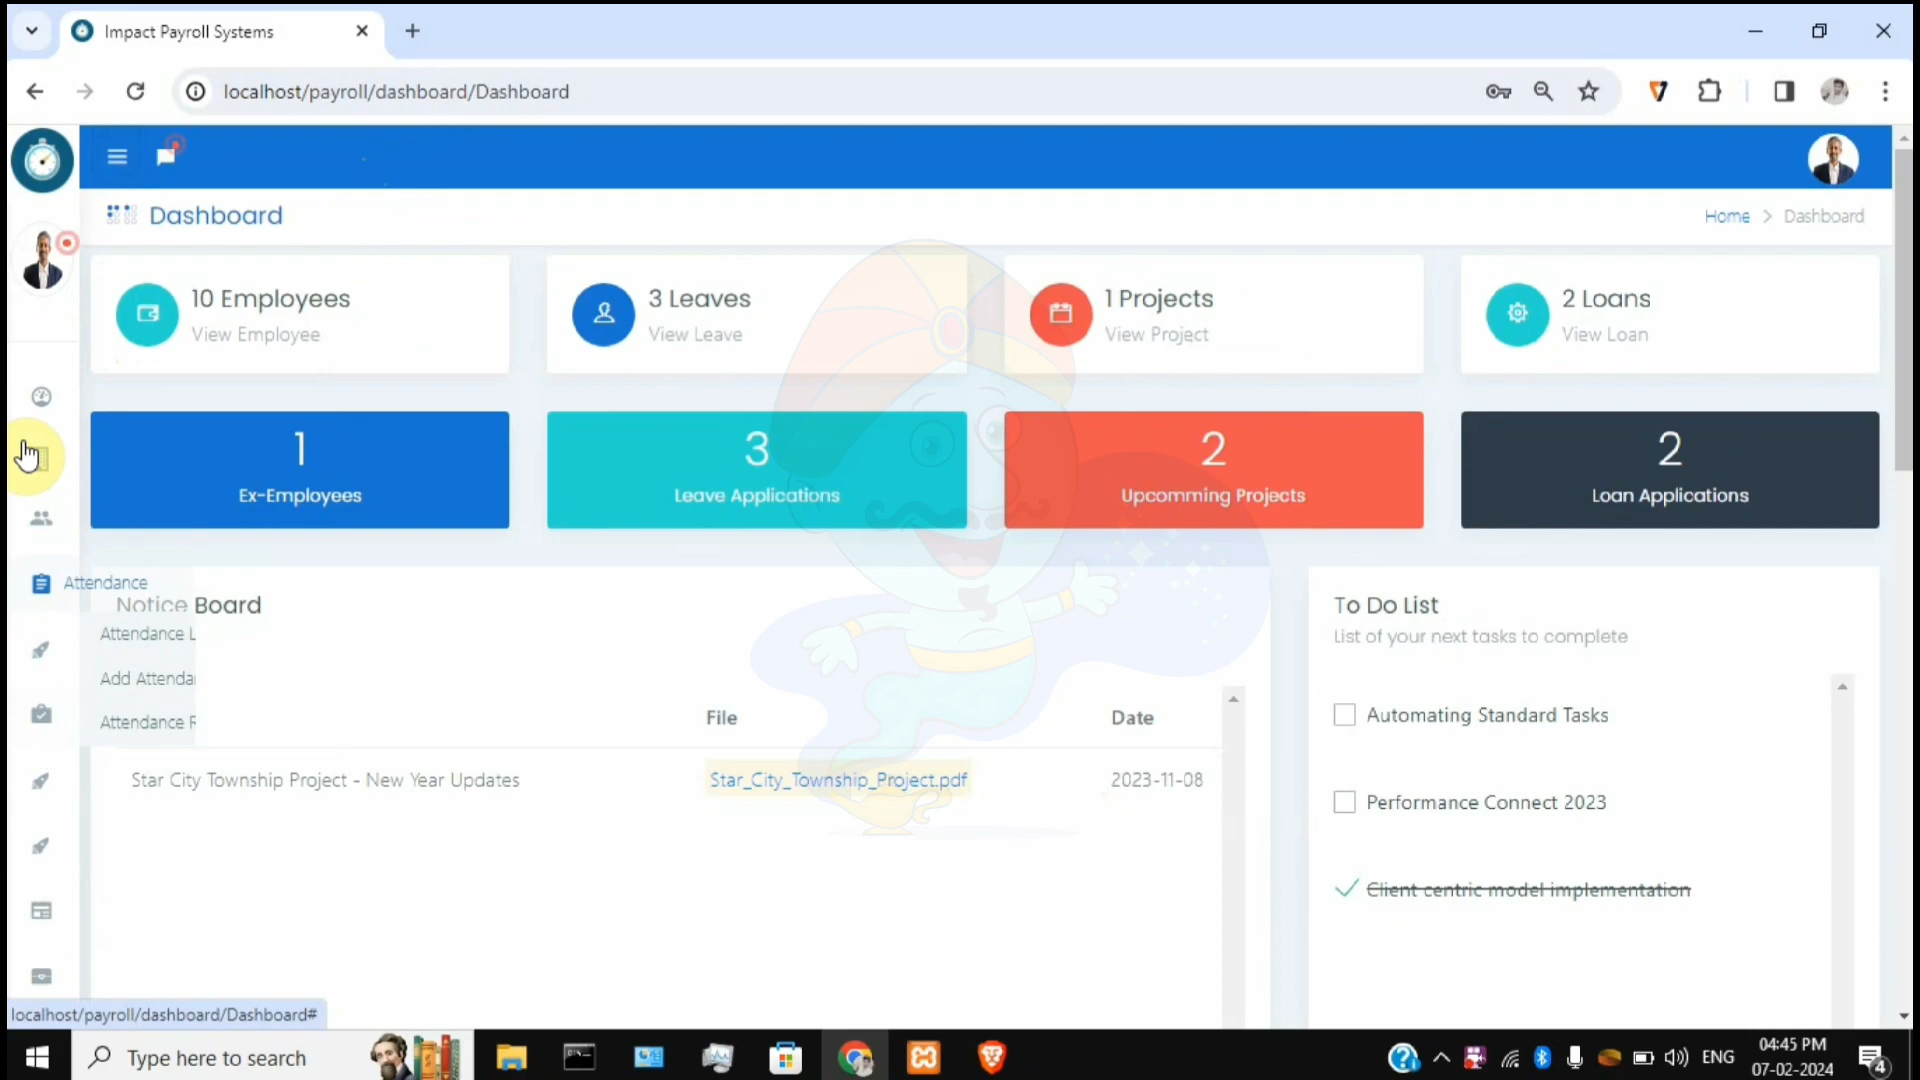 Impact Payroll Systems
localhost/payroll/dashboard/Dashboard
Dashboard
Home > Dashboard
10 Employees
View Employee
3 Leaves
View Leave
1 Projects
View Project
2 Loans
View Loan
1
Ex-Employees
3
Leave Applications
2
Upcomming Projects
2
Loan Applications
Attendance
Attendance L
Add Attenda
Attendance R
Notice Board
File
Date
Star City Township Project - New Year Updates
Star_City_Township_Project.pdf
2023-11-08
To Do List
List of your next tasks to complete
Automating Standard Tasks
Performance Connect 2023
Client centric model implementation
localhost/payroll/dashboard/Dashboard#
Type here to search
ENG
04:45 PM
07-02-2024
4